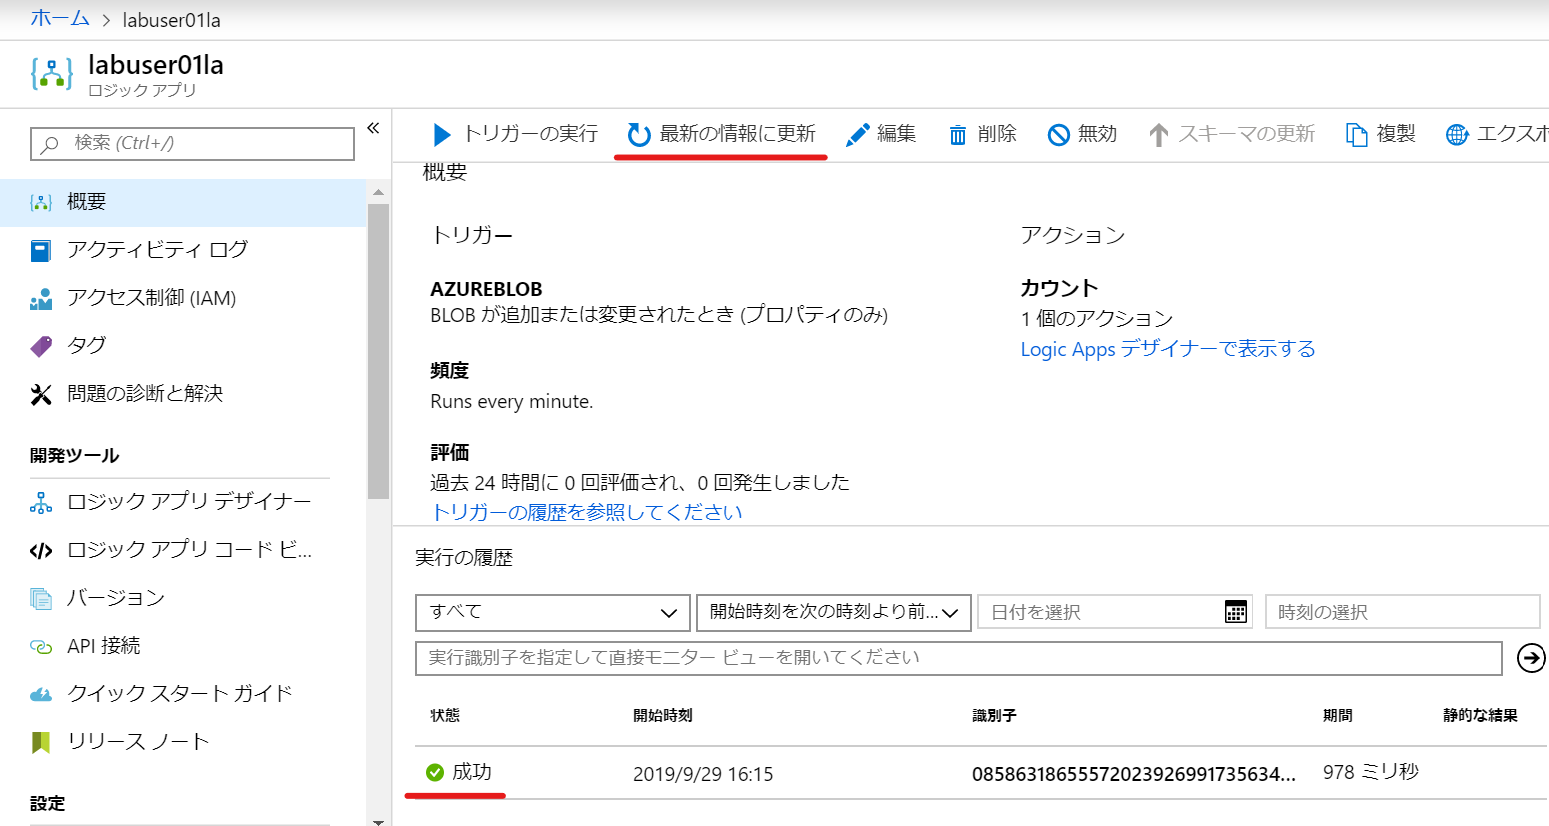 ホーム > labuser01la
labuser01la
ロジック アプリ
検索 (Ctrl+/)
«
概要
アクティビティ ログ
アクセス制御 (IAM)
タグ
問題の診断と解決
開発ツール
ロジック アプリ デザイナー
ロジック アプリ コード ビ...
バージョン
API 接続
クイック スタート ガイド
リリース ノート
設定
トリガーの実行 最新の情報に更新 編集 削除 無効 スキーマの更新 複製 エクスポ
概要
トリガー
AZUREBLOB
BLOB が追加または変更されたとき (プロパティのみ)
頻度
Runs every minute.
評価
過去 24 時間に 0 回評価され、0 回発生しました
トリガーの履歴を参照してください
アクション
カウント
1 個のアクション
Logic Apps デザイナーで表示する
実行の履歴
すべて 開始時刻を次の時刻より前... 日付を選択 時刻の選択
実行識別子を指定して直接モニター ビューを開いてください
状態 開始時刻 識別子 期間 静的な結果
成功 2019/9/29 16:15 08586318655572023926991735634... 978 ミリ秒